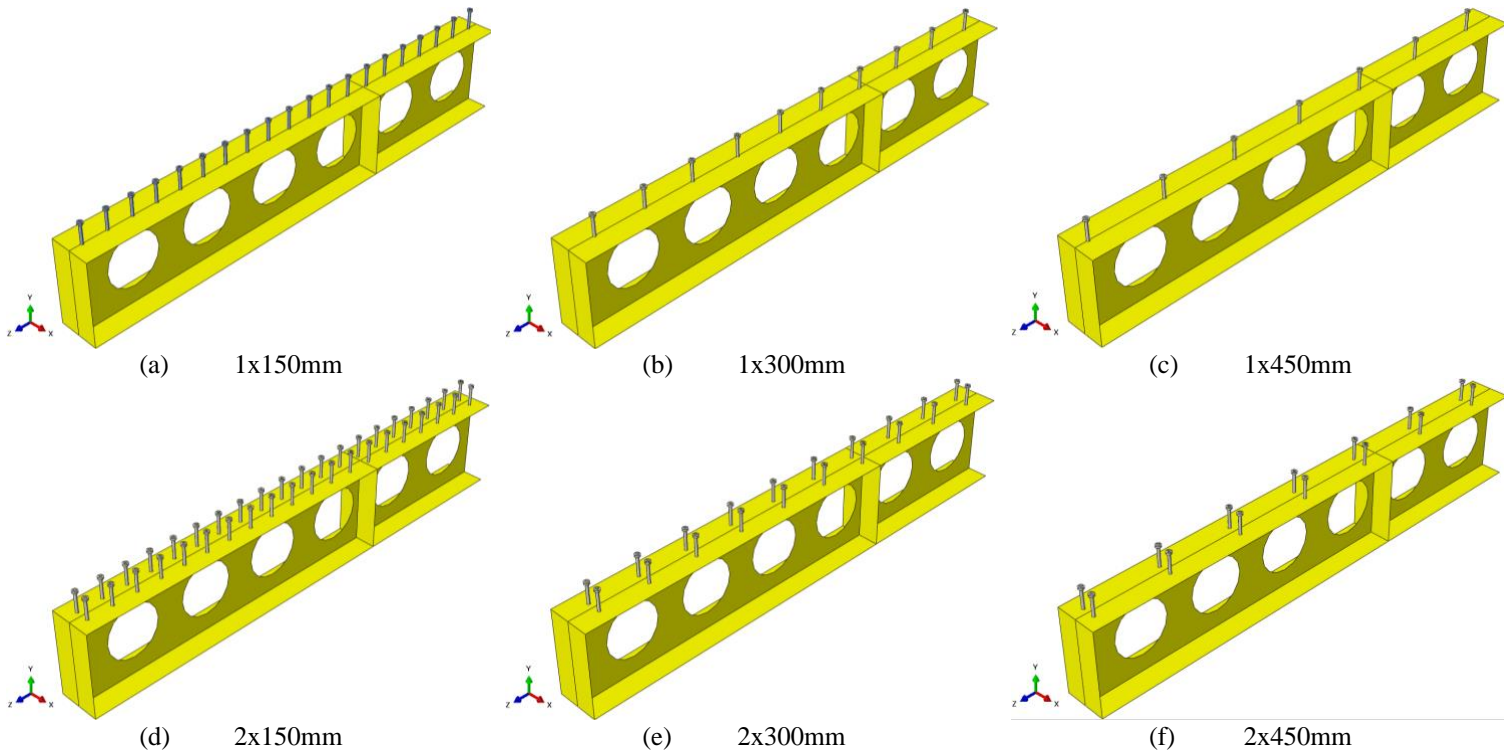 Y
Z X
Y
Z X
Y
Z X
(a) 1x150mm
(b) 1x300mm
(c) 1x450mm
Y
Z X
Y
Z X
Y
Z X
(d) 2x150mm
(e) 2x300mm
(f) 2x450mm